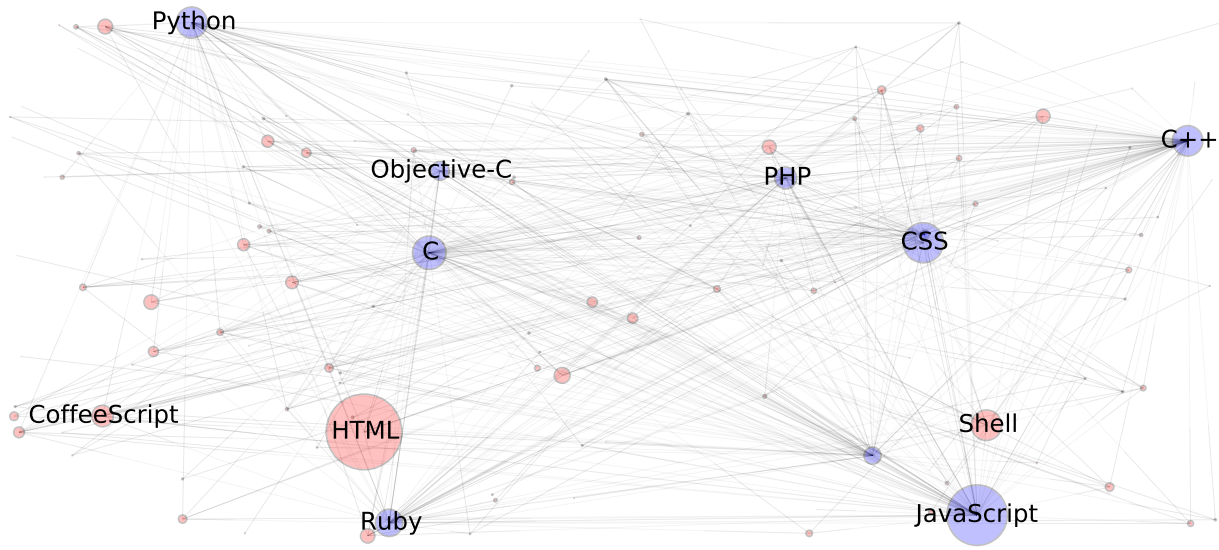 Python
C++
Objective-C
PHP
CSS
C
CoffeeScript
HTML
Shell
Ruby
JavaScript